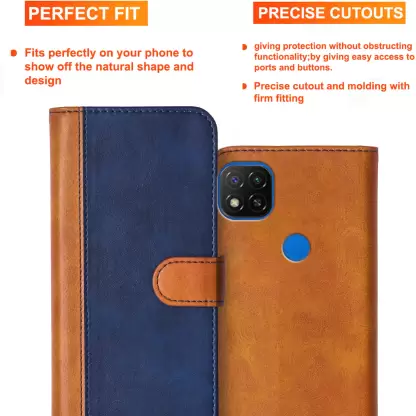 PERFECT FIT
Fits perfectly on your phone to
show off the natural shape and
design
PRECISE CUTOUTS
giving protection without obstructing
functionality;by giving easy access to
ports and buttons.
Precise cutout and molding with
firm fitting